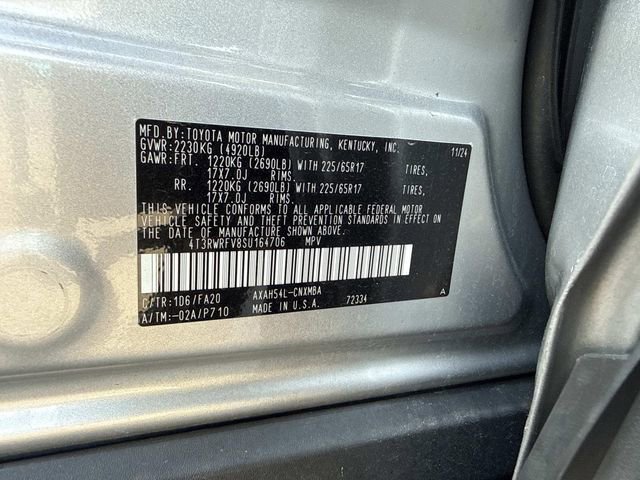 MFD.BY:TOYOTA MOTOR MANUFACTURING, KENTUCKY, INC. 11/24
GVWR:2230KG (4920LB)
GAWR:FRT. 1220KG (2690LB) WITH 225/65R17 TIRES,
17X7.0J RIMS.
RR. 1220KG (2690LB) WITH 225/65R17 TIRES,
17X7.0J RIMS.
THIS VEHICLE CONFORMS TO ALL APPLICABLE FEDERAL MOTOR
VEHICLE SAFETY AND THEFT PREVENTION STANDARDS IN EFFECT ON
THE DATE OF MANUFACTURE SHOWN ABOVE.
4T3RWRFV8SU164706 MPV
C/TR:1D6/FA20 AXAH54L-CNXMBA A
A/TM:-02A/P710 MADE IN U.S.A. 72334